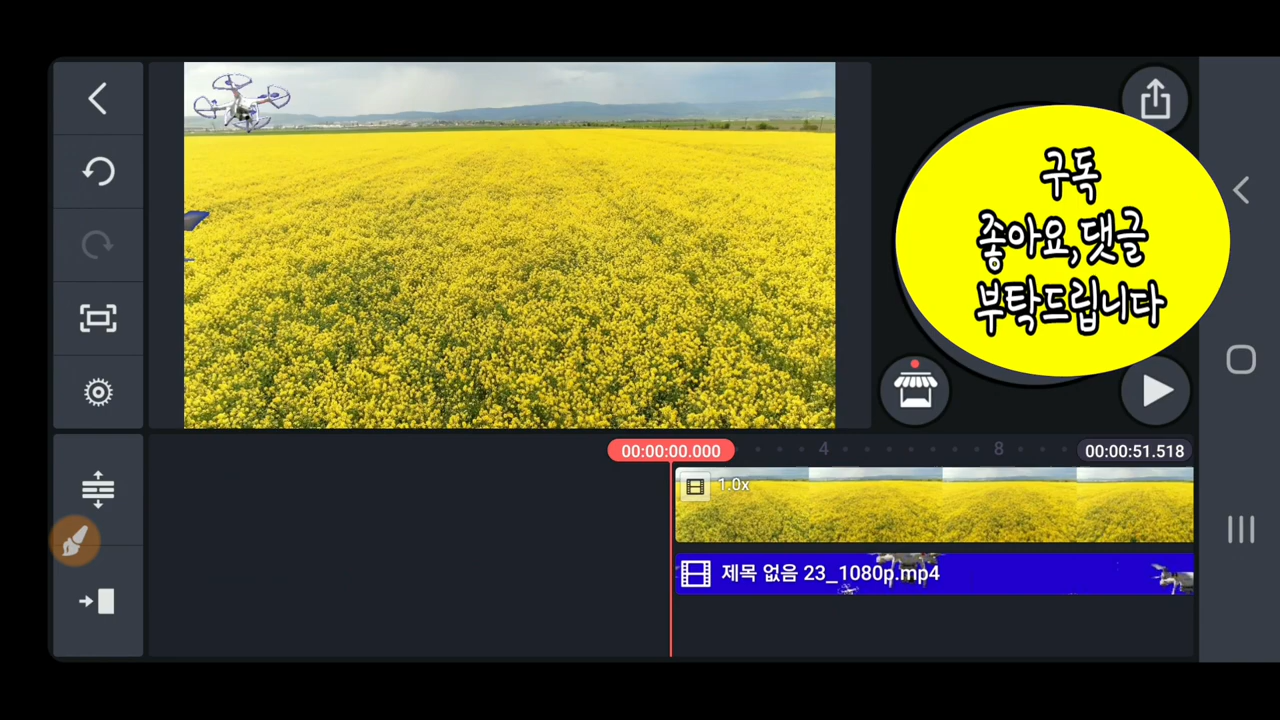 구독
좋아요,댓글
부탁드립니다
00:00:00.000
4
8
00:00:51.518
1.0x
제목 없음 23_1080p.mp4